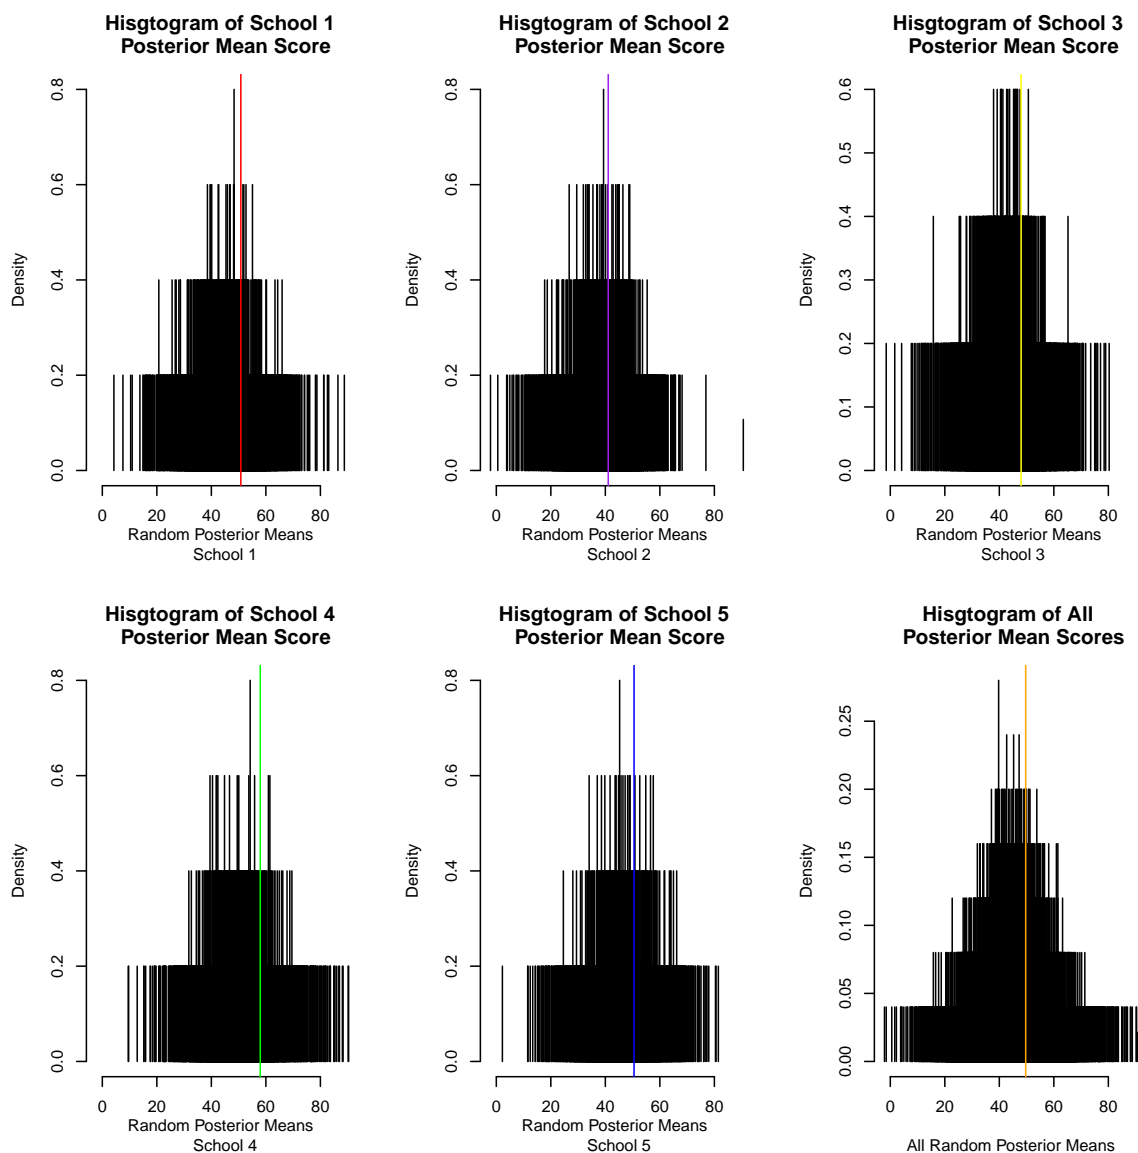 Hisgtogram of School 1
Posterior Mean Score
Density
0.0 0.2 0.4 0.6 0.8
0 20 40 60 80
Random Posterior Means
School 1
Hisgtogram of School 2
Posterior Mean Score
Density
0.0 0.2 0.4 0.6 0.8
0 20 40 60 80
Random Posterior Means
School 2
Hisgtogram of School 3
Posterior Mean Score
Density
0.0 0.1 0.2 0.3 0.4 0.5 0.6
0 20 40 60 80
Random Posterior Means
School 3
Hisgtogram of School 4
Posterior Mean Score
Density
0.0 0.2 0.4 0.6 0.8
0 20 40 60 80
Random Posterior Means
School 4
Hisgtogram of School 5
Posterior Mean Score
Density
0.0 0.2 0.4 0.6 0.8
0 20 40 60 80
Random Posterior Means
School 5
Hisgtogram of All
Posterior Mean Scores
Density
0.00 0.05 0.10 0.15 0.20 0.25
0 20 40 60 80
All Random Posterior Means